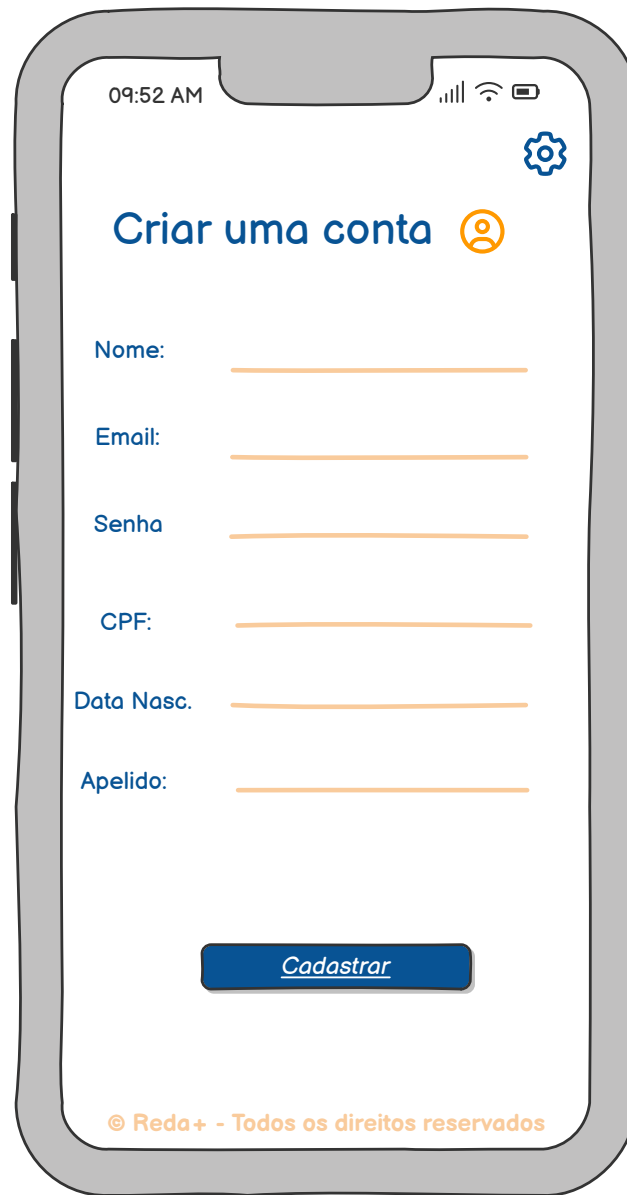 09:52 AM
Criar uma conta
Nome:
Email:
Senha
CPF:
Data Nasc.
Apelido:
Cadastrar
© Reda+ - Todos os direitos reservados